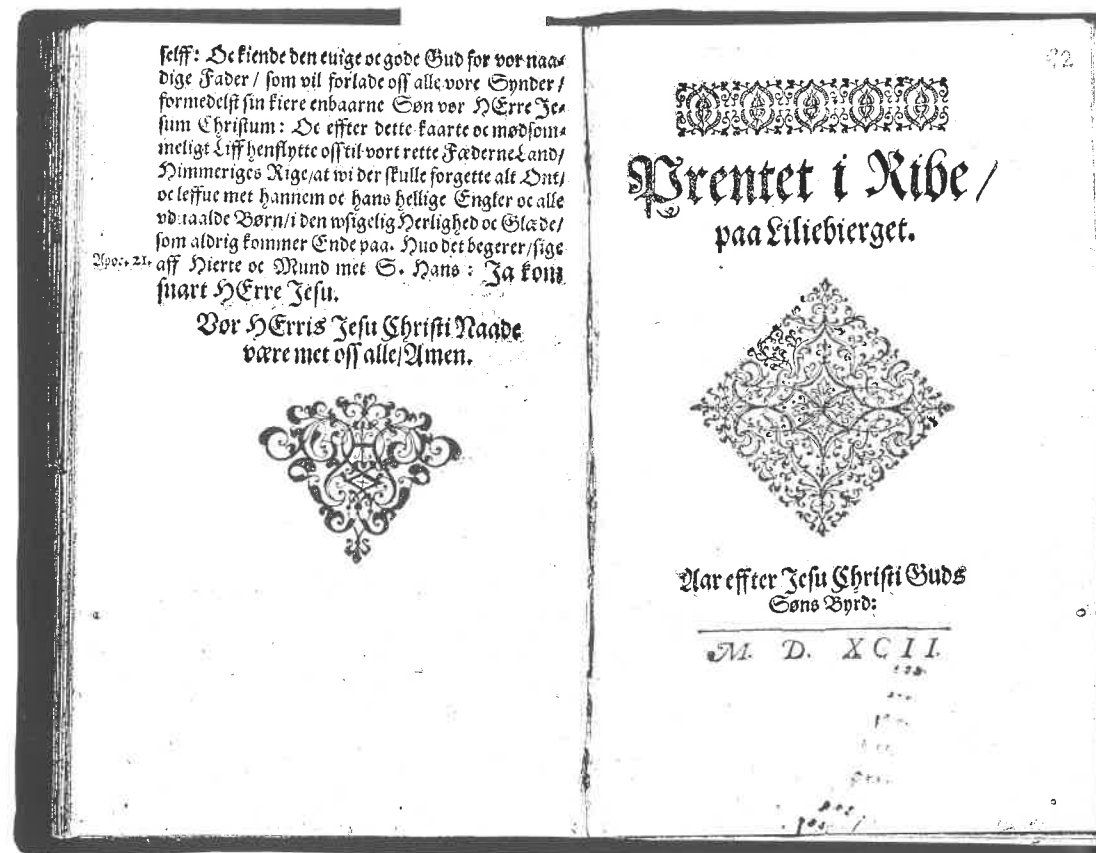 selff: Oc kiende den euige oc gode Gud for vor naa-
dige Fader / som vil forlade oss alle vore Synder /
formedelst sin kiere enbaarne Søn vor HErre Je-
sum Christum: Oc effter dette kaarte oc mødsom-
meligt Liff henflytte oss til vort rette FæderneLand/
Himmeriges Rige/at wi der skulle forgette alt Ont/
oc leffue met hannem oc hans hellige Engler oc alle
vduaalde Børn/i den wsigelig Herlighed oc Glæde/
som aldrig kommer Ende paa. Huo det begerer/sige
Apoc. 21. aff Hierte oc Mund met S. Hans: Ja kom
snart HErre Jesu.
Vor HErris Jesu Christi Naade
være met oss alle/Amen.
92
Prentet i Ribe/
paa Liliebierget.
Aar effter Jesu Christi Guds
Søns Byrd:
M. D. XCII.